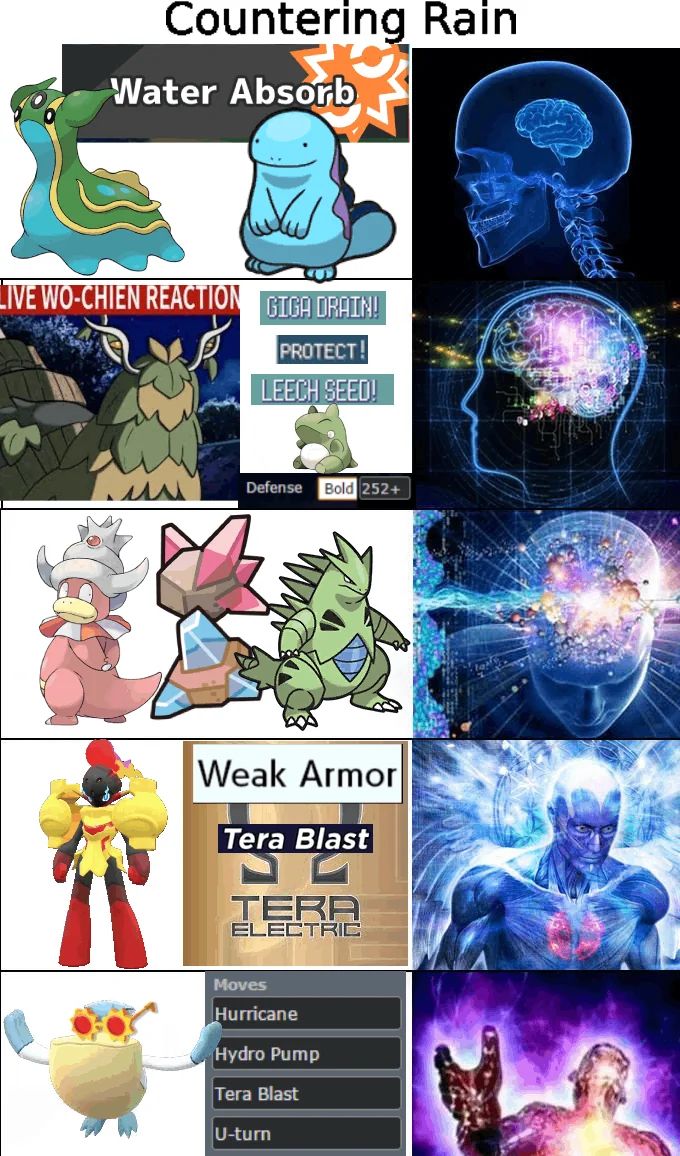 Countering Rain
Water Absorb
LIVE WO-CHIEN REACTION
GIGA DRAIN!
PROTECT!
LEECH SEED!
Defense Bold 252+
Weak Armor
Tera Blast
TERA
ELECTRIC
Moves
Hurricane
Hydro Pump
Tera Blast
U-turn